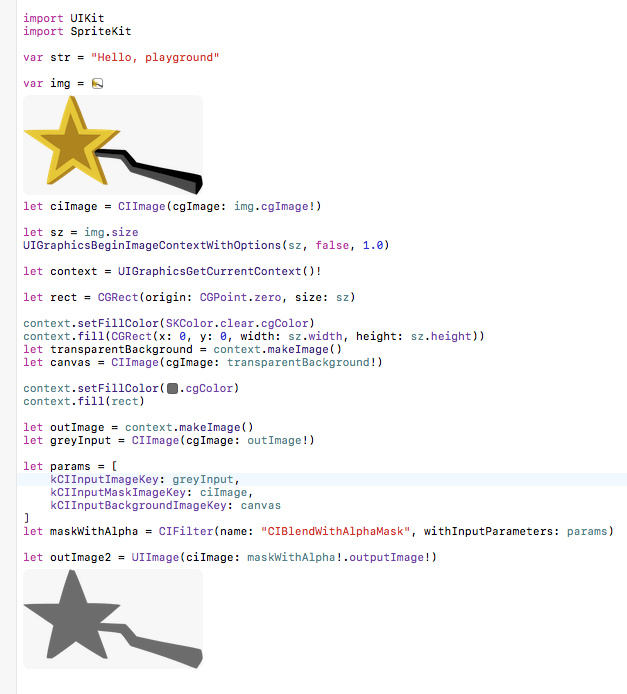 import UIKit
import SpriteKit
var str = "Hello, playground"
var img =
let ciImage = CIImage(cgImage: img.cgImage!)
let sz = img.size
UIGraphicsBeginImageContextWithOptions(sz, false, 1.0)
let context = UIGraphicsGetCurrentContext()!
let rect = CGRect(origin: CGPoint.zero, size: sz)
context.setFillColor(SKColor.clear.cgColor)
context.fill(CGRect(x: 0, y: 0, width: sz.width, height: sz.height))
let transparentBackground = context.makeImage()
let canvas = CIImage(cgImage: transparentBackground!)
context.setFillColor(.cgColor)
context.fill(rect)
let outImage = context.makeImage()
let greyInput = CIImage(cgImage: outImage!)
let params = [
    kCIInputImageKey: greyInput,
    kCIInputMaskImageKey: ciImage,
    kCIInputBackgroundImageKey: canvas
]
let maskWithAlpha = CIFilter(name: "CIBlendWithAlphaMask", withInputParameters: params)
let outImage2 = UIImage(ciImage: maskWithAlpha!.outputImage!)